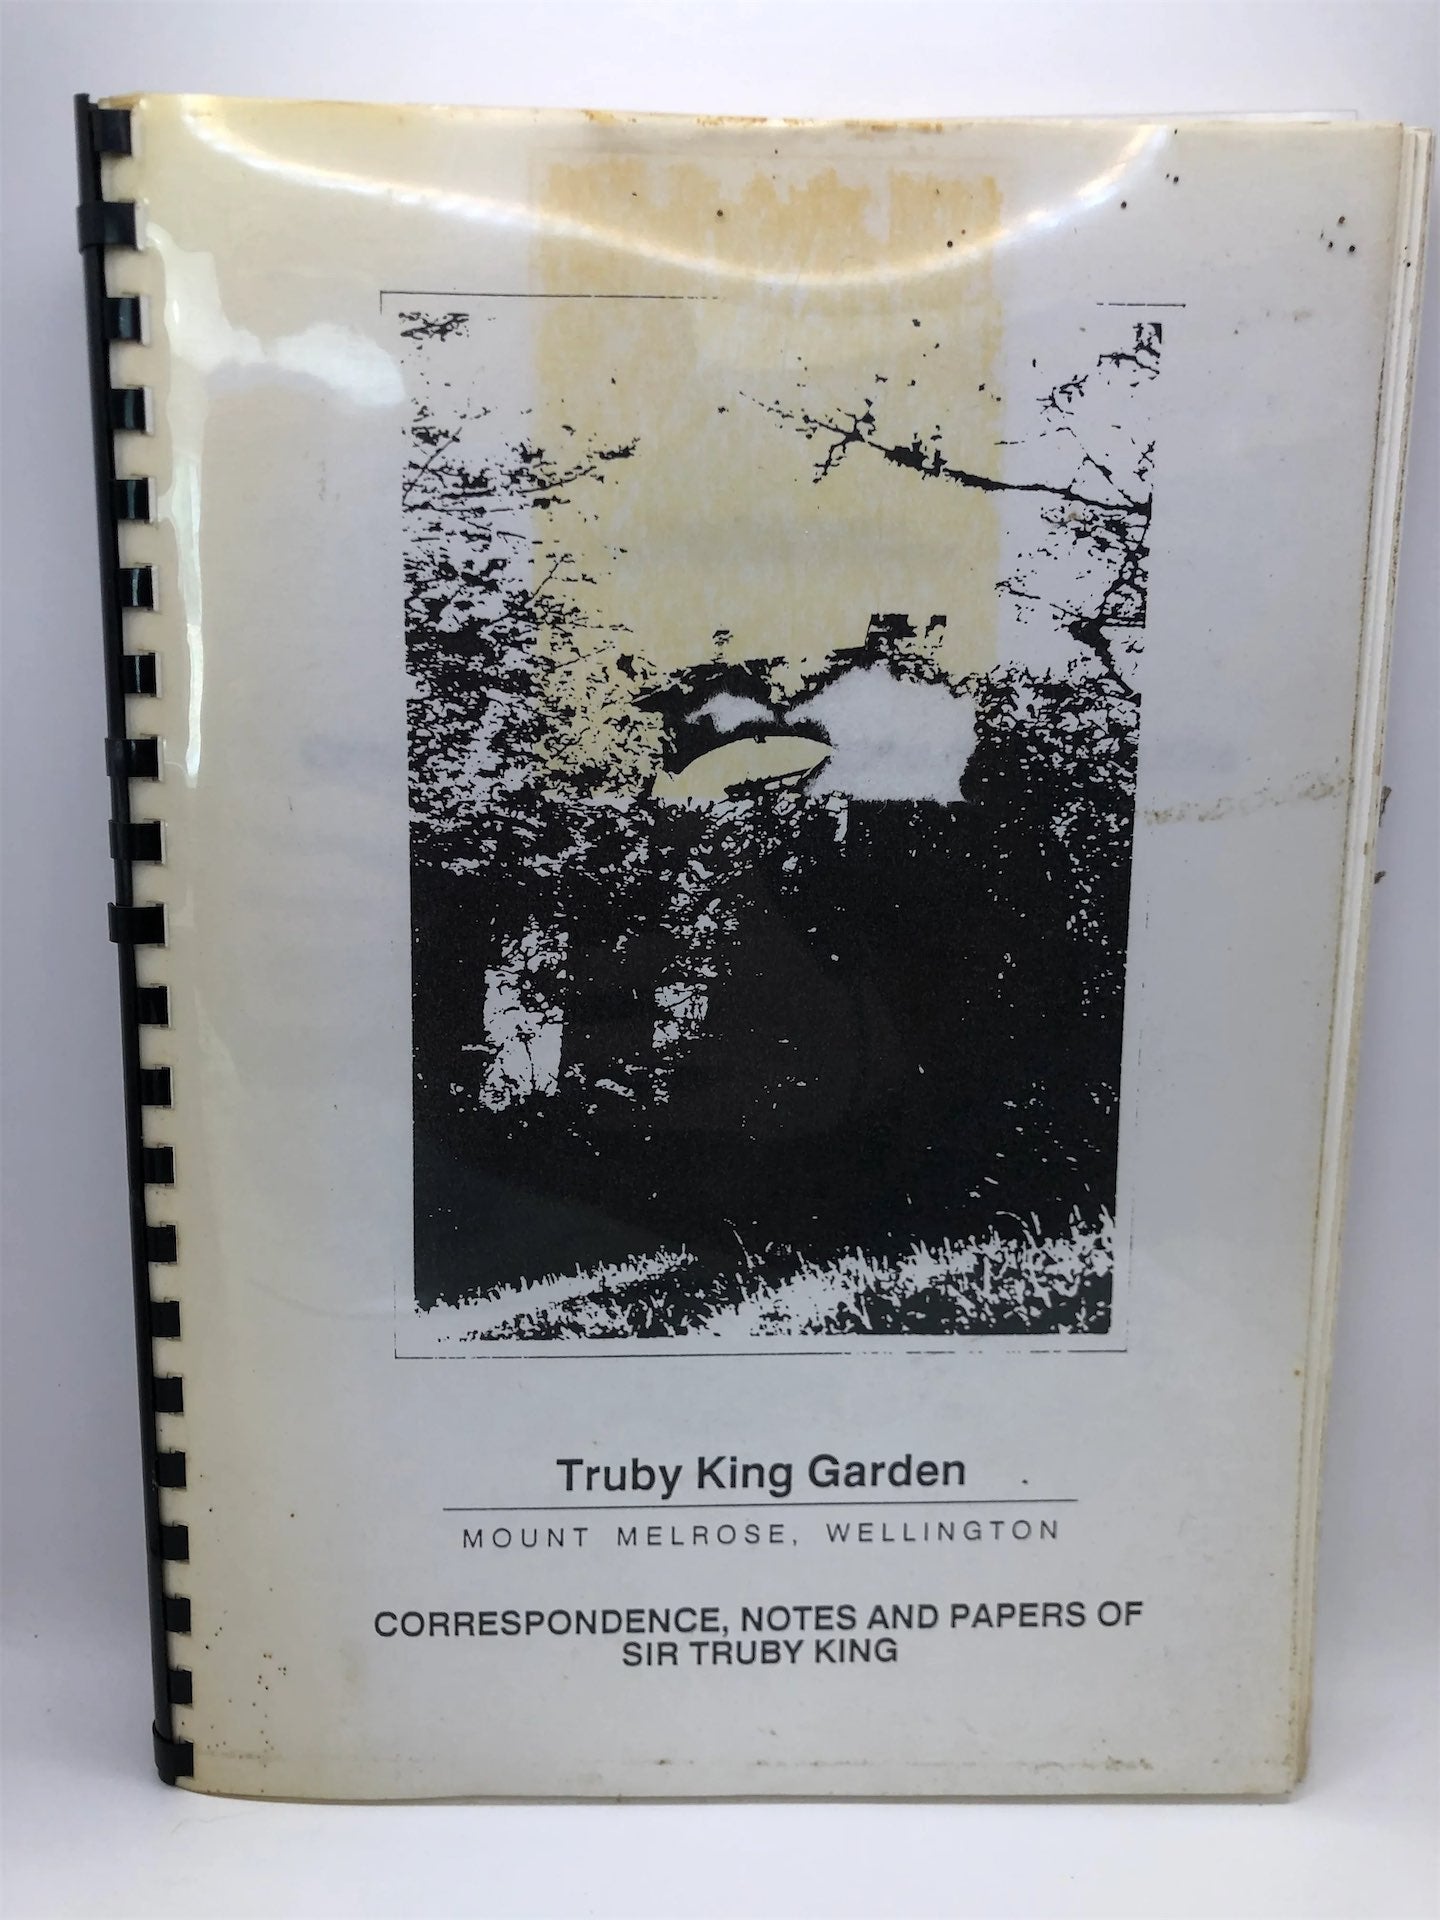 Truby King Garden
MOUNT MELROSE, WELLINGTON
CORRESPONDENCE, NOTES AND PAPERS OF
SIR TRUBY KING